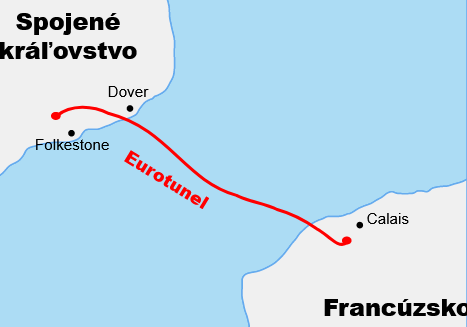 Spojené
kráľovstvo
Dover
Folkestone
Eurotunel
Calais
Francúzsko